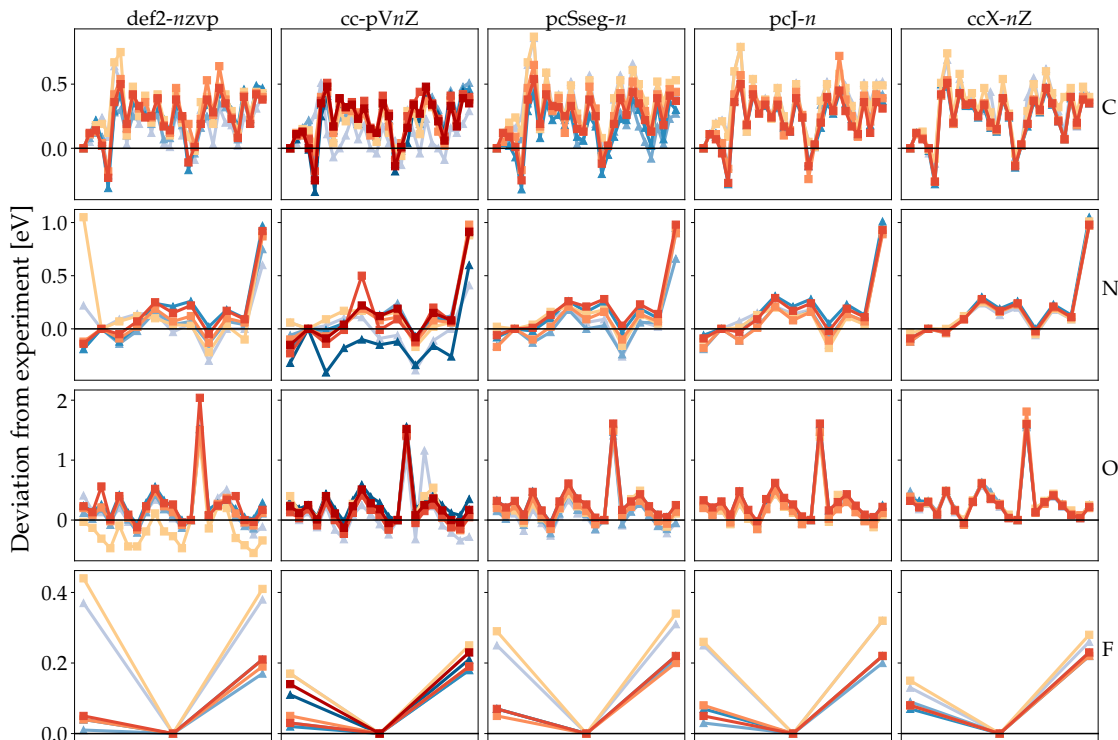 def2-nzvp cc-pVnZ pcSseg-n pcJ-n ccX-nZ
0.5
0.0
C
1.0
0.5
0.0
N
2
1
0
O
0.4
0.2
0.0
F
Deviation from experiment [eV]